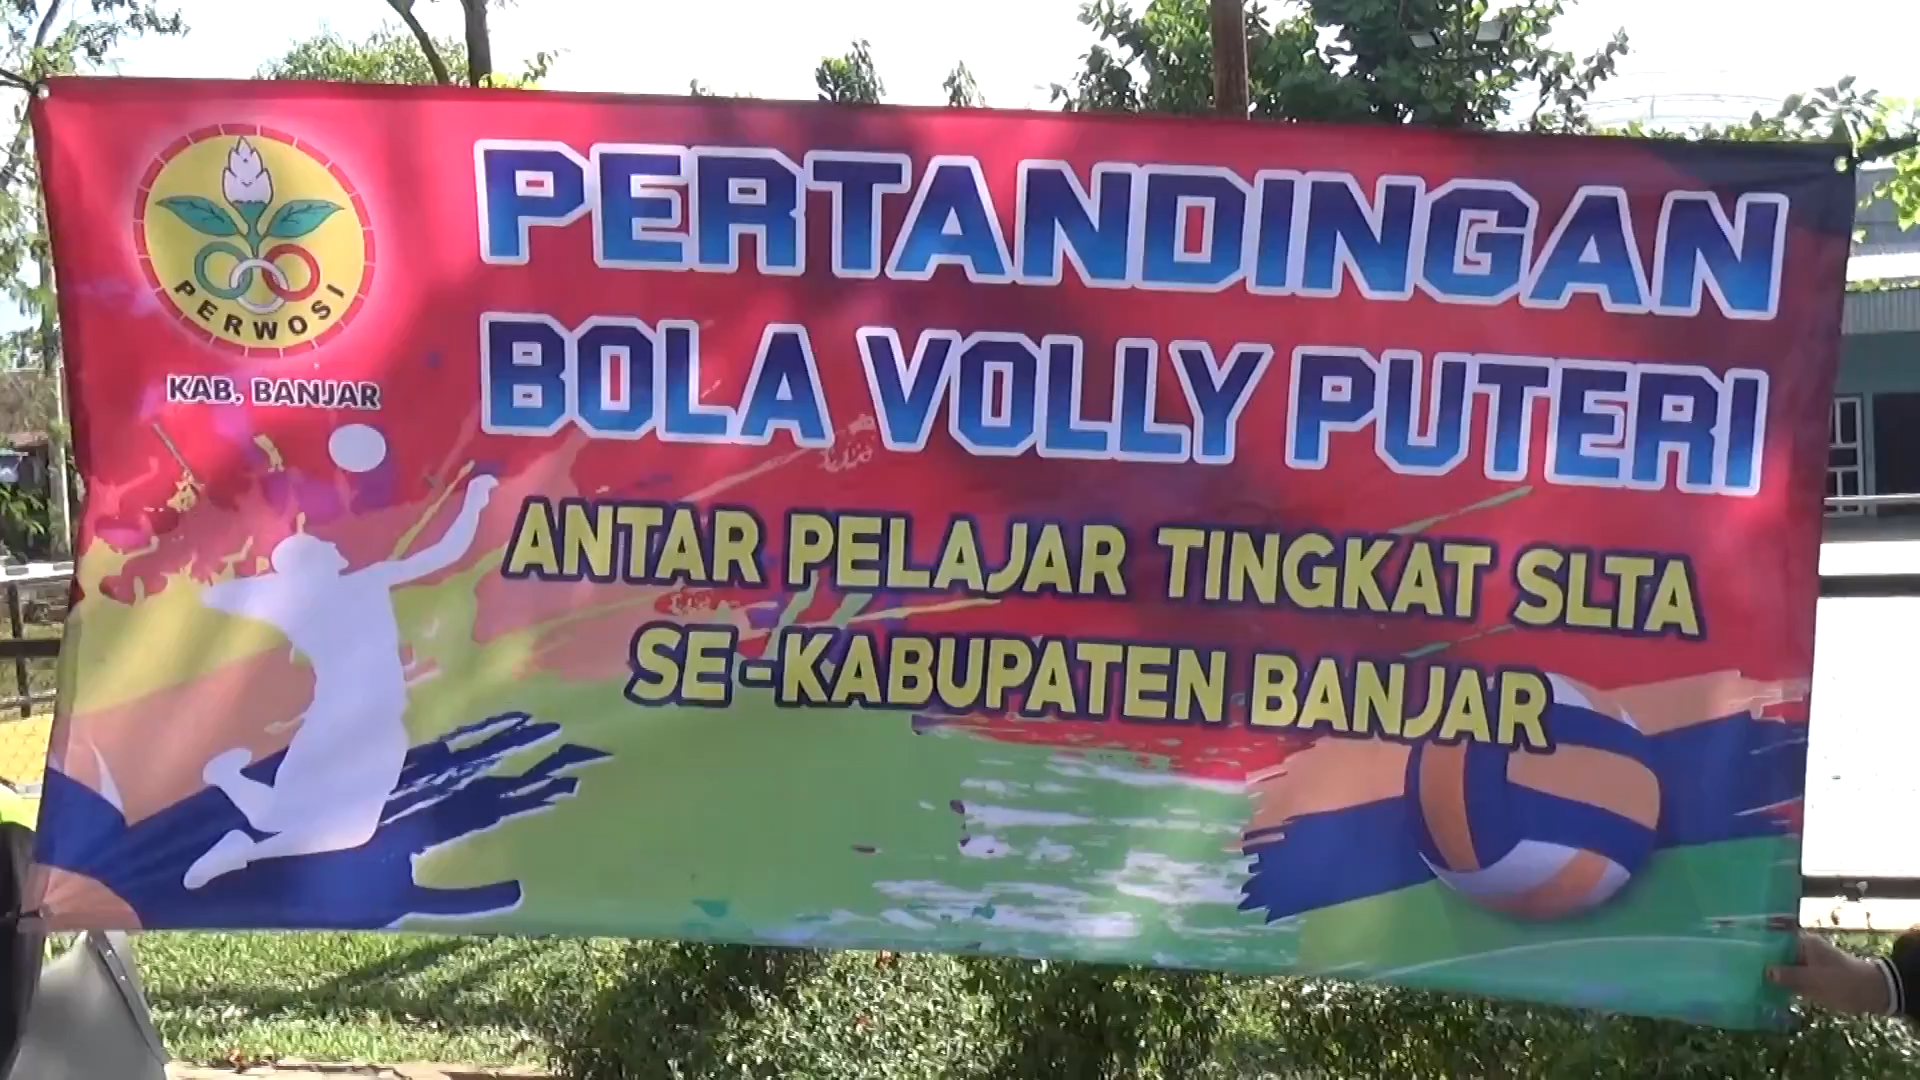 PERWOSI
KAB. BANJAR
PERTANDINGAN
BOLA VOLLY PUTERI
ANTAR PELAJAR TINGKAT SLTA
SE-KABUPATEN BANJAR